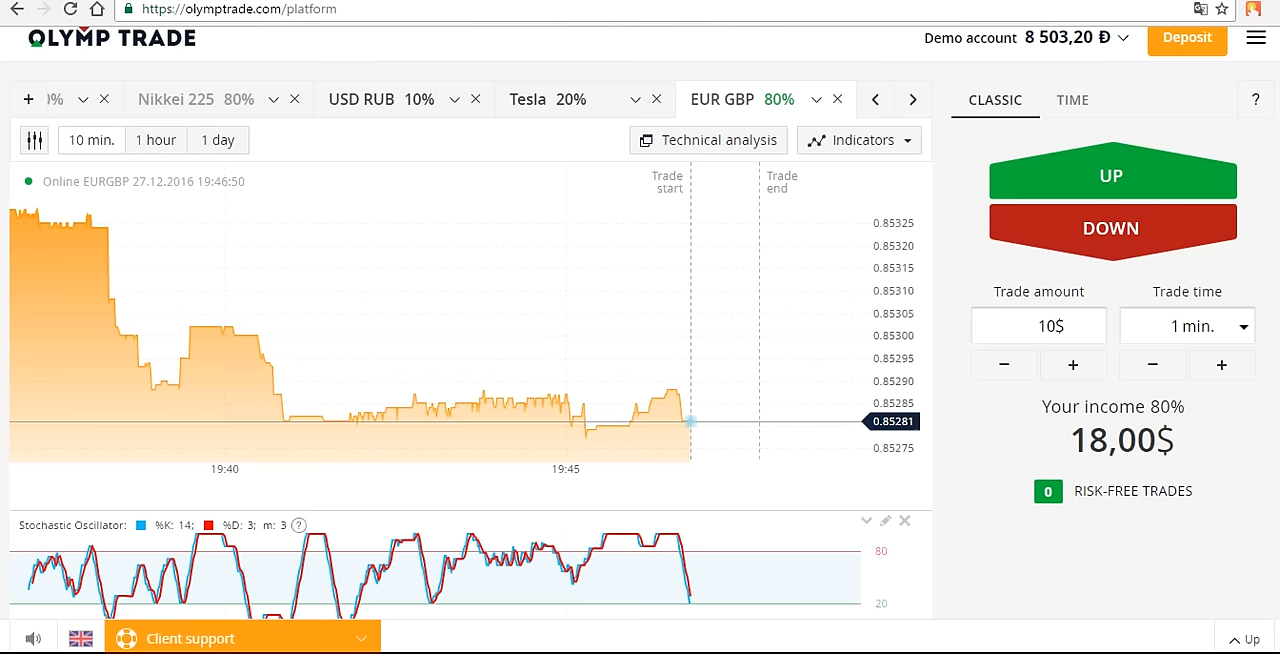 https://olymptrade.com/platform
OLYMP TRADE
Demo account 8 503,20 Đ
Deposit
+ 0%
Nikkei 225 80%
USD RUB 10%
Tesla 20%
EUR GBP 80%
CLASSIC TIME ?
10 min. 1 hour 1 day
Technical analysis
Indicators
Online EURGBP 27.12.2016 19:46:50
Trade
start
Trade
end
0.85325
0.85320
0.85315
0.85310
0.85305
0.85300
0.85295
0.85290
0.85285
0.85281
0.85275
19:40 19:45
UP
DOWN
Trade amount Trade time
10$ 1 min.
− + − +
Your income 80%
18,00$
0 RISK-FREE TRADES
Stochastic Oscillator: %K: 14; %D: 3; m: 3 ?
80
20
Client support
Up